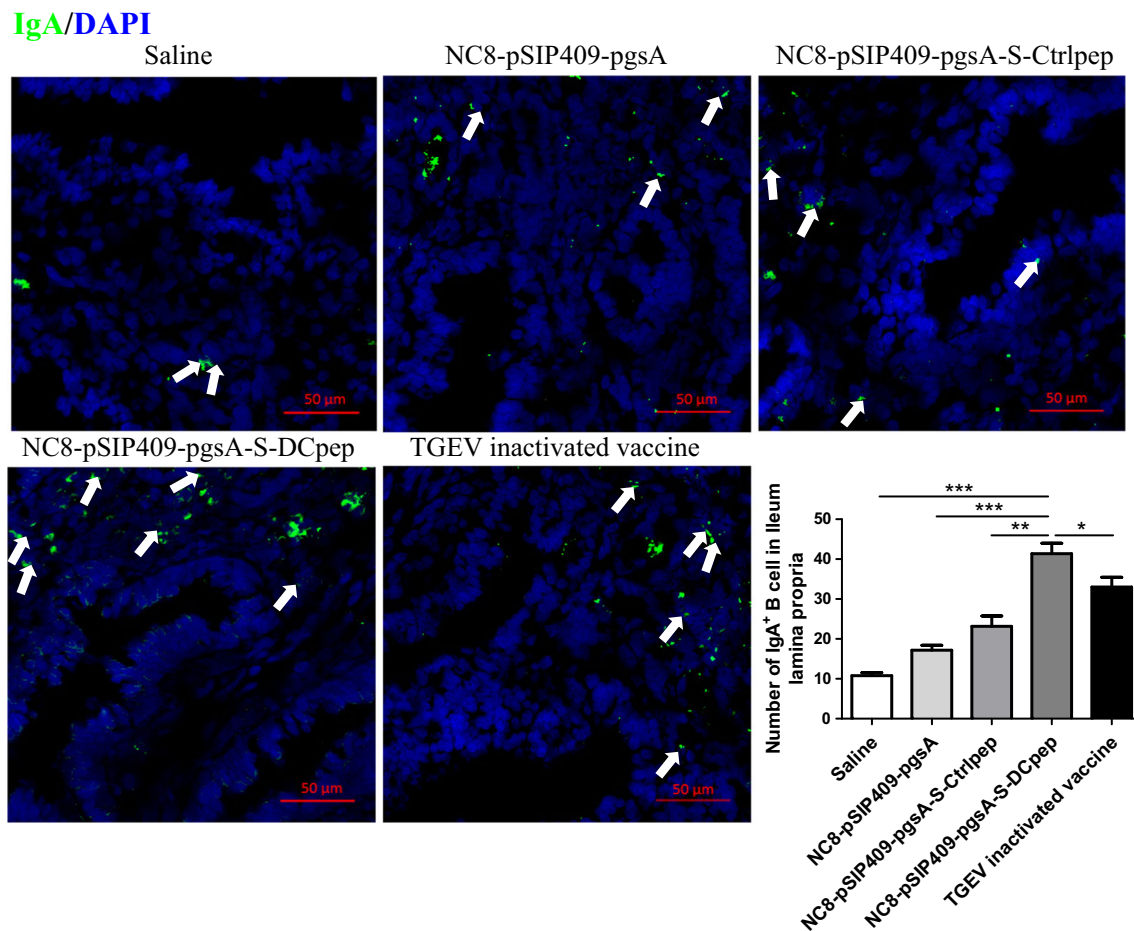 IgA/DAPI
Saline
NC8-pSIP409-pgsA
NC8-pSIP409-pgsA-S-Ctrlpep
50 µm
50 µm
50 µm
NC8-pSIP409-pgsA-S-DCpep
TGEV inactivated vaccine
50 µm
50 µm
Number of IgA⁺ B cell in Ileum
lamina propria
50
40
30
20
10
0
***
***
**
*
Saline
NC8-pSIP409-pgsA
NC8-pSIP409-pgsA-S-Ctrlpep
NC8-pSIP409-pgsA-S-DCpep
TGEV inactivated vaccine